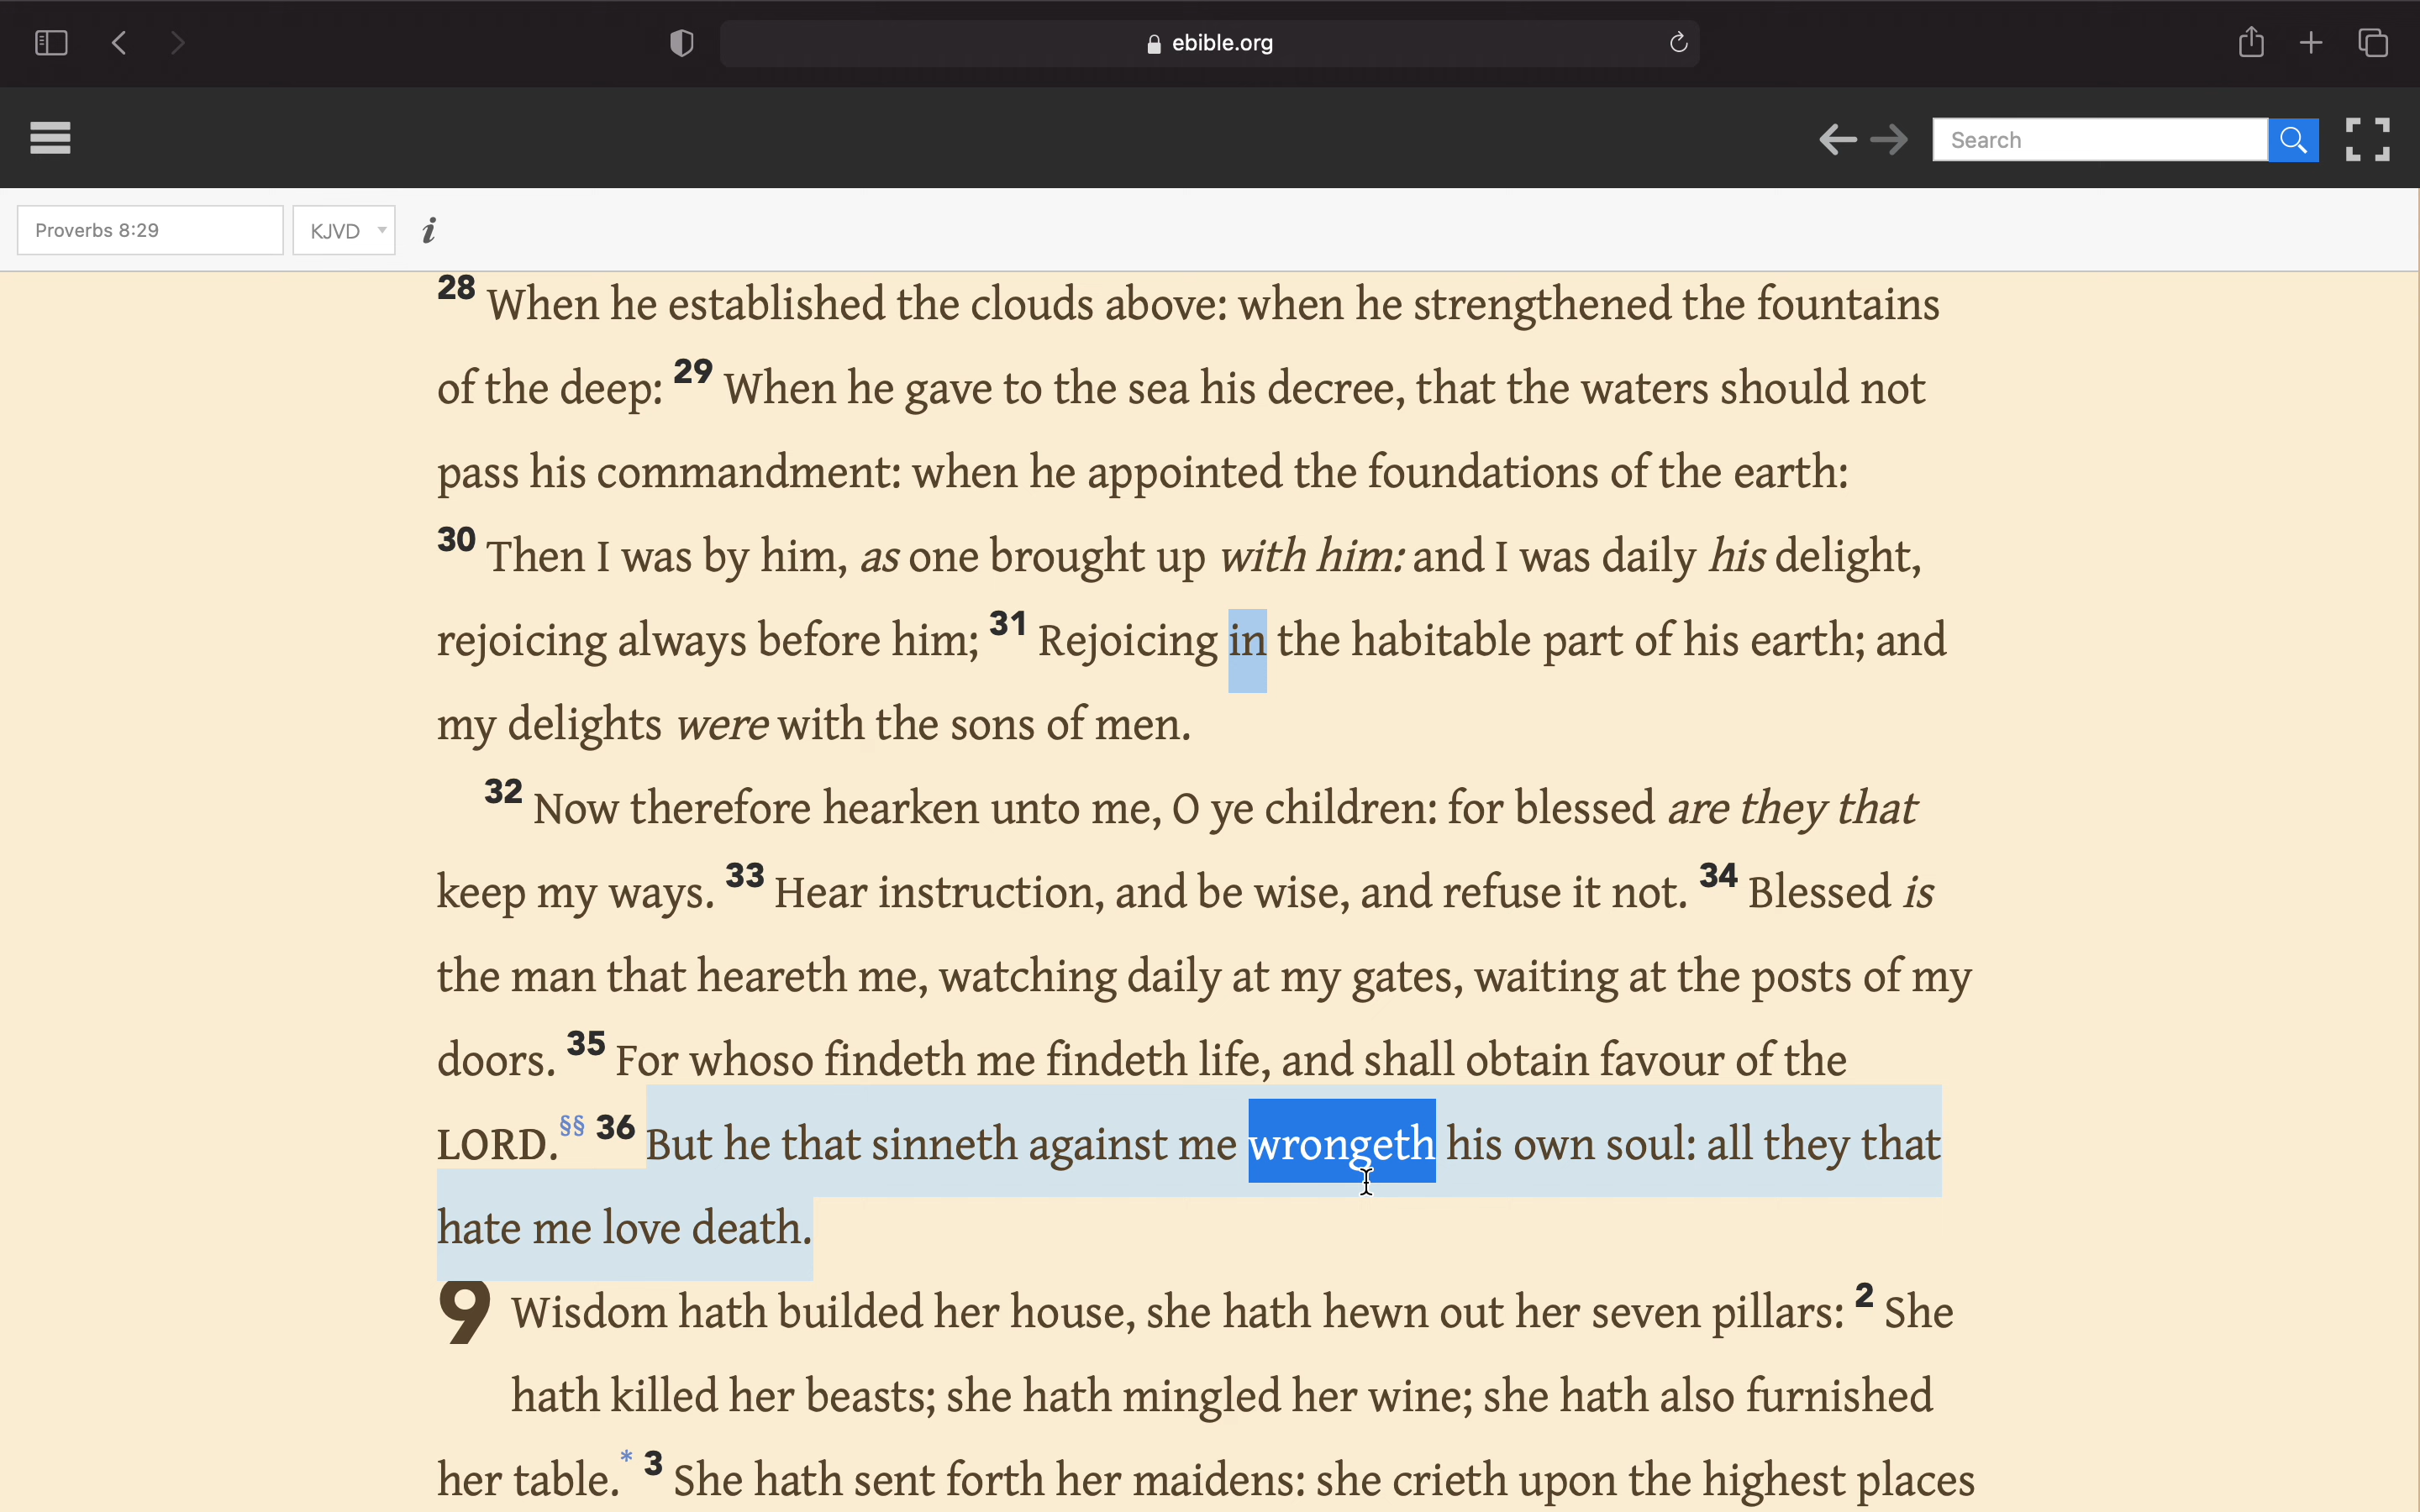 ebible.org
Search
Proverbs 8:29 KJVD i
28 When he established the clouds above: when he strengthened the fountains
of the deep: 29 When he gave to the sea his decree, that the waters should not
pass his commandment: when he appointed the foundations of the earth:
30 Then I was by him, as one brought up with him: and I was daily his delight,
rejoicing always before him; 31 Rejoicing in the habitable part of his earth; and
my delights were with the sons of men.
32 Now therefore hearken unto me, O ye children: for blessed are they that
keep my ways. 33 Hear instruction, and be wise, and refuse it not. 34 Blessed is
the man that heareth me, watching daily at my gates, waiting at the posts of my
doors. 35 For whoso findeth me findeth life, and shall obtain favour of the
LORD.§§ 36 But he that sinneth against me wrongeth his own soul: all they that
hate me love death.
9 Wisdom hath builded her house, she hath hewn out her seven pillars: 2 She
hath killed her beasts; she hath mingled her wine; she hath also furnished
her table.* 3 She hath sent forth her maidens: she crieth upon the highest places